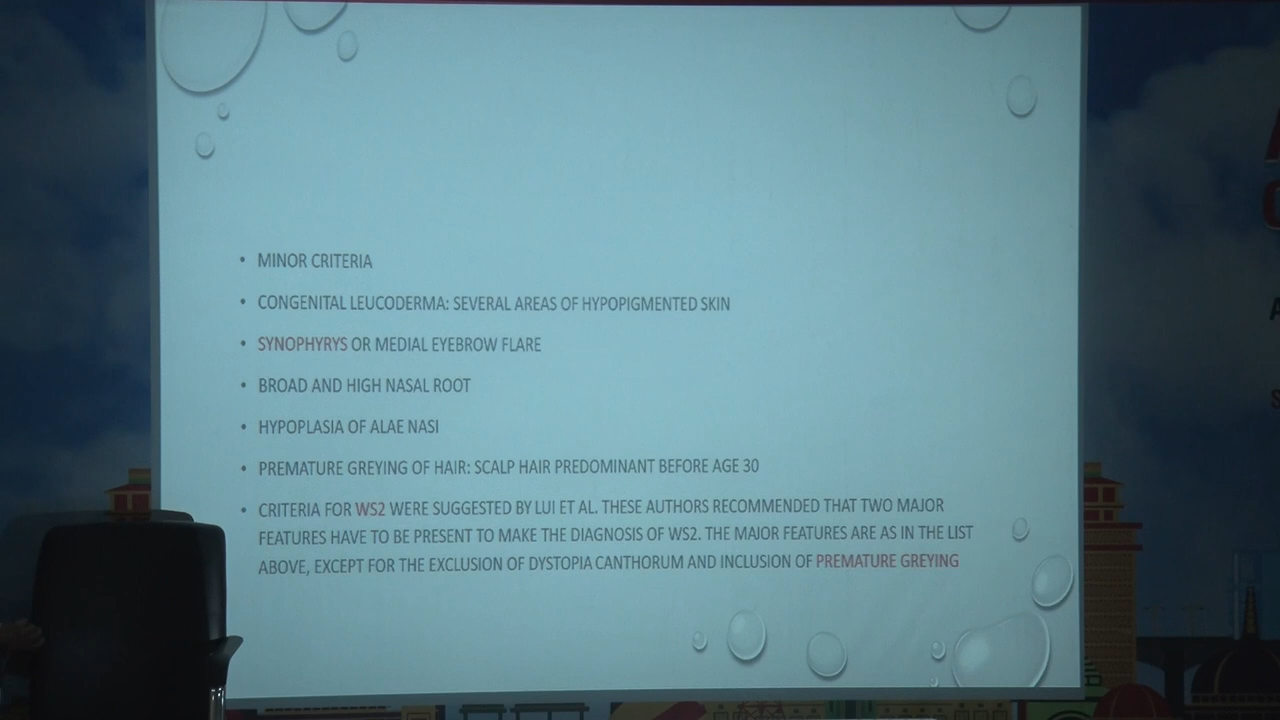 • MINOR CRITERIA
• CONGENITAL LEUCODERMA: SEVERAL AREAS OF HYPOPIGMENTED SKIN
• SYNOPHYRYS OR MEDIAL EYEBROW FLARE
• BROAD AND HIGH NASAL ROOT
• HYPOPLASIA OF ALAE NASI
• PREMATURE GREYING OF HAIR: SCALP HAIR PREDOMINANT BEFORE AGE 30
• CRITERIA FOR WS2 WERE SUGGESTED BY LUI ET AL. THESE AUTHORS RECOMMENDED THAT TWO MAJOR
FEATURES HAVE TO BE PRESENT TO MAKE THE DIAGNOSIS OF WS2. THE MAJOR FEATURES ARE AS IN THE LIST
ABOVE, EXCEPT FOR THE EXCLUSION OF DYSTOPIA CANTHORUM AND INCLUSION OF PREMATURE GREYING